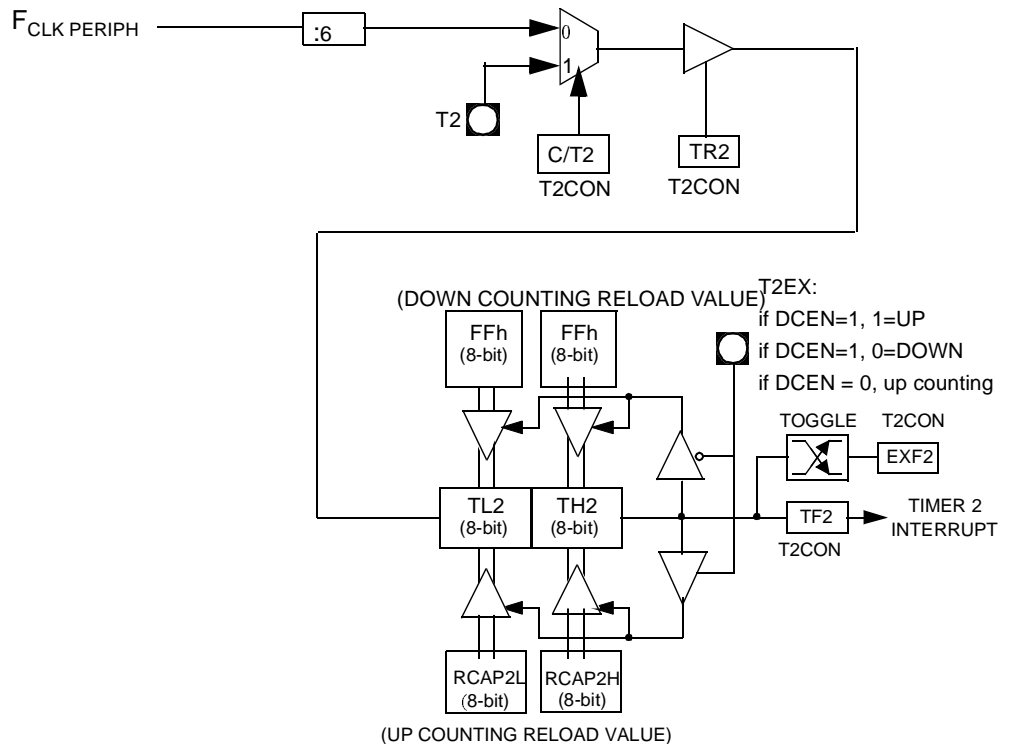 FCLK PERIPH
:6
0
1
T2
C/T2
TR2
T2CON
T2CON
(DOWN COUNTING RELOAD VALUE)
T2EX:
if DCEN=1, 1=UP
if DCEN=1, 0=DOWN
if DCEN = 0, up counting
FFh
(8-bit)
FFh
(8-bit)
TOGGLE
T2CON
EXF2
TL2
(8-bit)
TH2
(8-bit)
TF2
T2CON
TIMER 2
INTERRUPT
RCAP2L
(8-bit)
RCAP2H
(8-bit)
(UP COUNTING RELOAD VALUE)